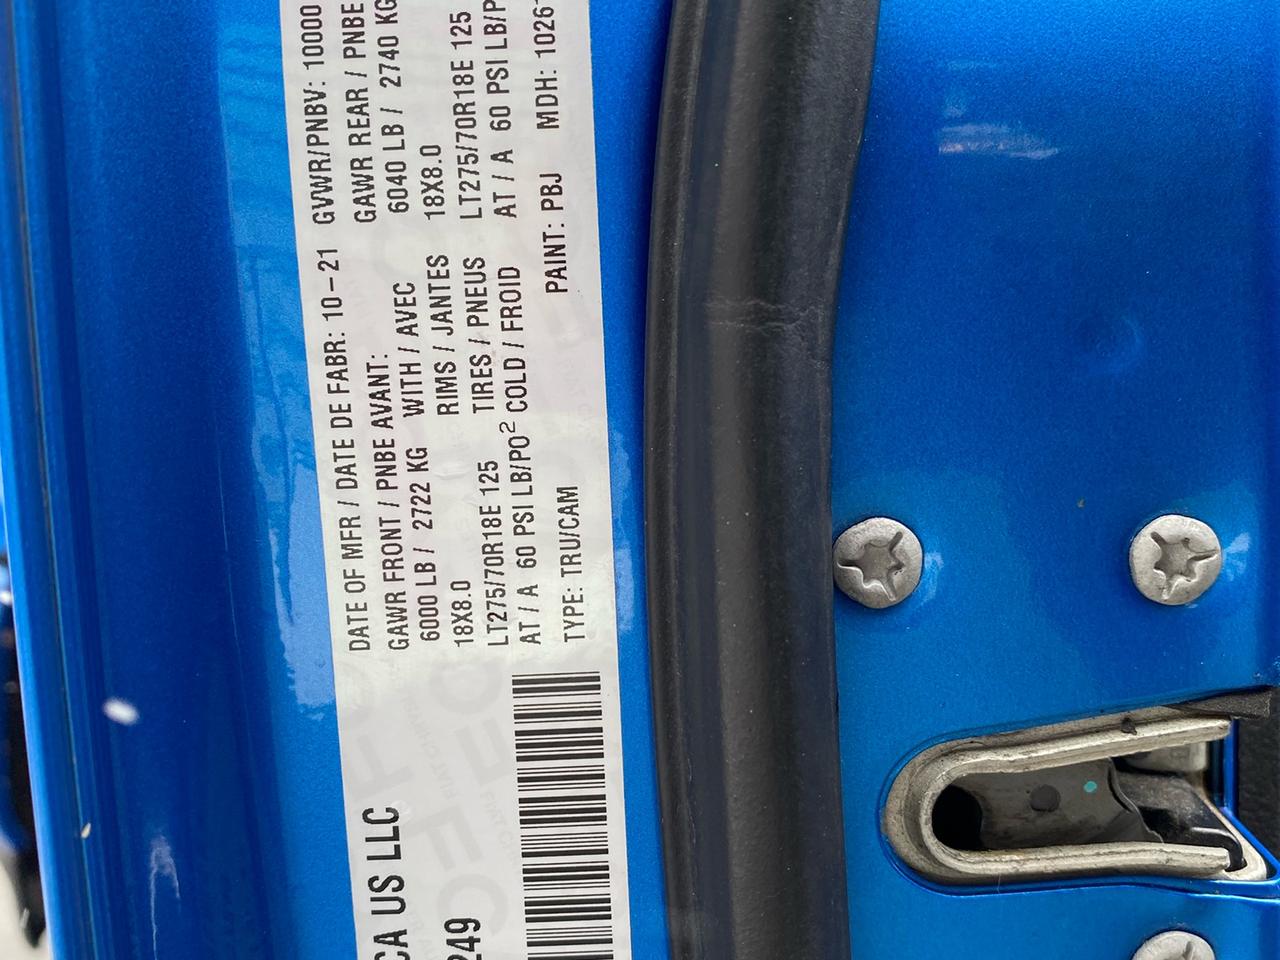 CA US LLC
249
DATE OF MFR / DATE DE FABR: 10-21 GVWR/PNBV: 10000
GAWR FRONT / PNBE AVANT: GAWR REAR / PNBE
6000 LB / 2722 KG WITH / AVEC 6040 LB / 2740 KG
18X8.0 RIMS / JANTES 18X8.0
LT275/70R18E 125 TIRES / PNEUS LT275/70R18E 125
AT / A 60 PSI LB/PO² COLD / FROID AT / A 60 PSI LB/P
TYPE: TRU/CAM PAINT: PBJ MDH: 1026